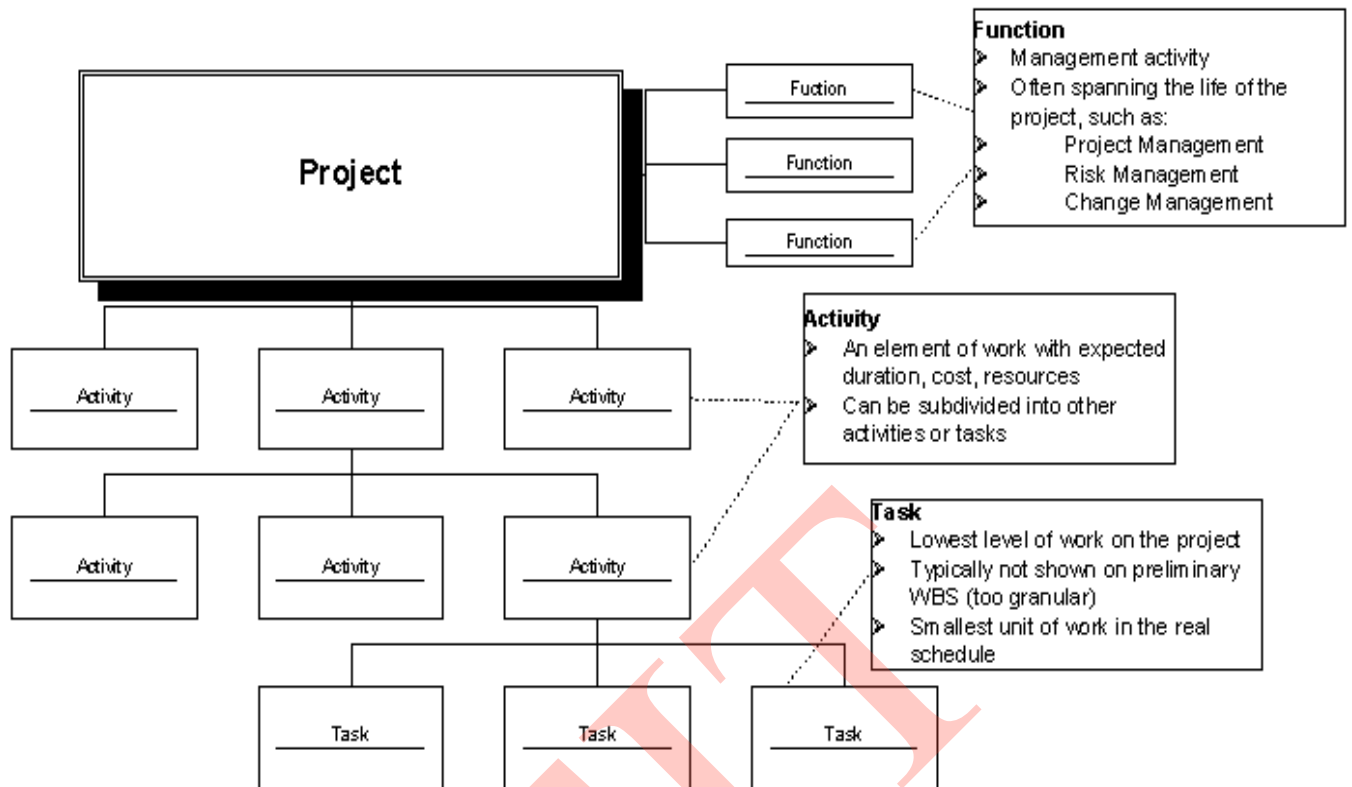 Project
Fuction
Function
Function
Function
Management activity
Often spanning the life of the
project, such as:
Project Management
Risk Management
Change Management
Activity
Activity
Activity
Activity
An element of work with expected
duration, cost, resources
Can be subdivided into other
activities or tasks
Activity
Activity
Activity
Task
Lowest level of work on the project
Typically not shown on preliminary
WBS (too granular)
Smallest unit of work in the real
schedule
Task
Task
Task